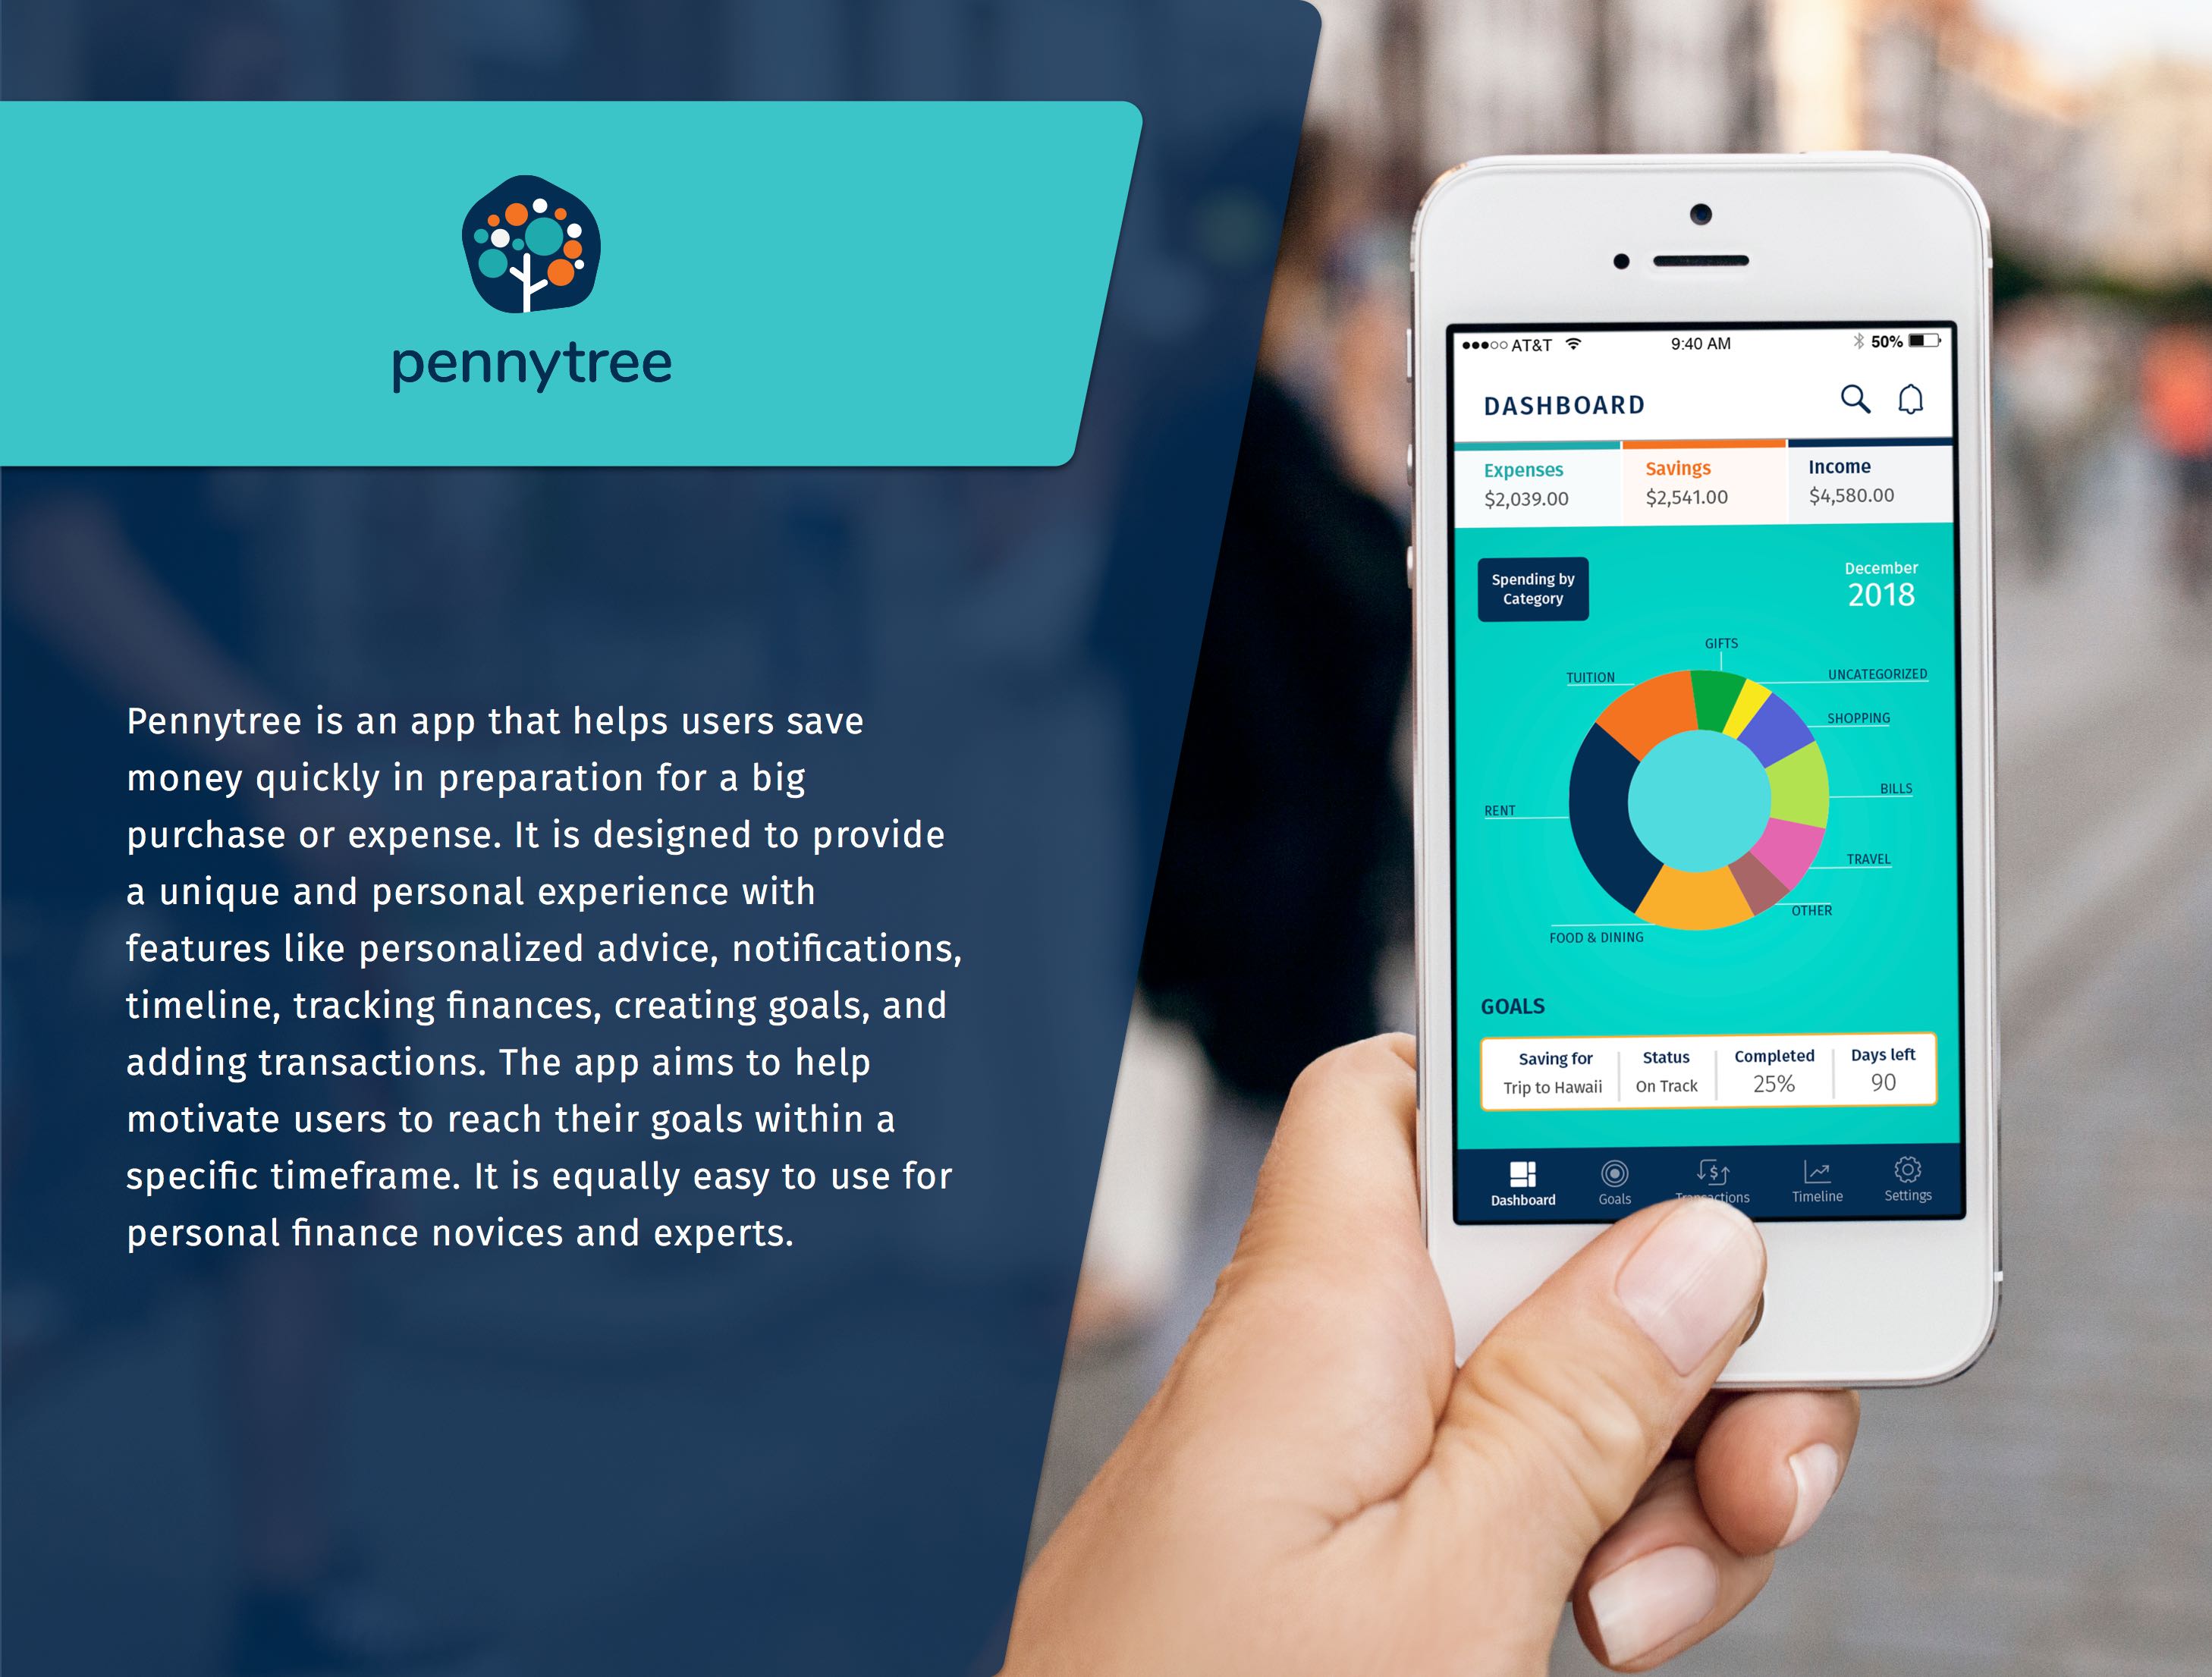 pennytree
Pennytree is an app that helps users save
money quickly in preparation for a big
purchase or expense. It is designed to provide
a unique and personal experience with
features like personalized advice, notifications,
timeline, tracking finances, creating goals, and
adding transactions. The app aims to help
motivate users to reach their goals within a
specific timeframe. It is equally easy to use for
personal finance novices and experts.
AT&T 9:40 AM 50%
DASHBOARD
Expenses Savings Income
$2,039.00 $2,541.00 $4,580.00
Spending by
Category
December
2018
GIFTS
TUITION
UNCATEGORIZED
SHOPPING
BILLS
RENT
TRAVEL
OTHER
FOOD & DINING
GOALS
Saving for Status Completed Days left
Trip to Hawaii On Track 25% 90
Dashboard Goals Transactions Timeline Settings